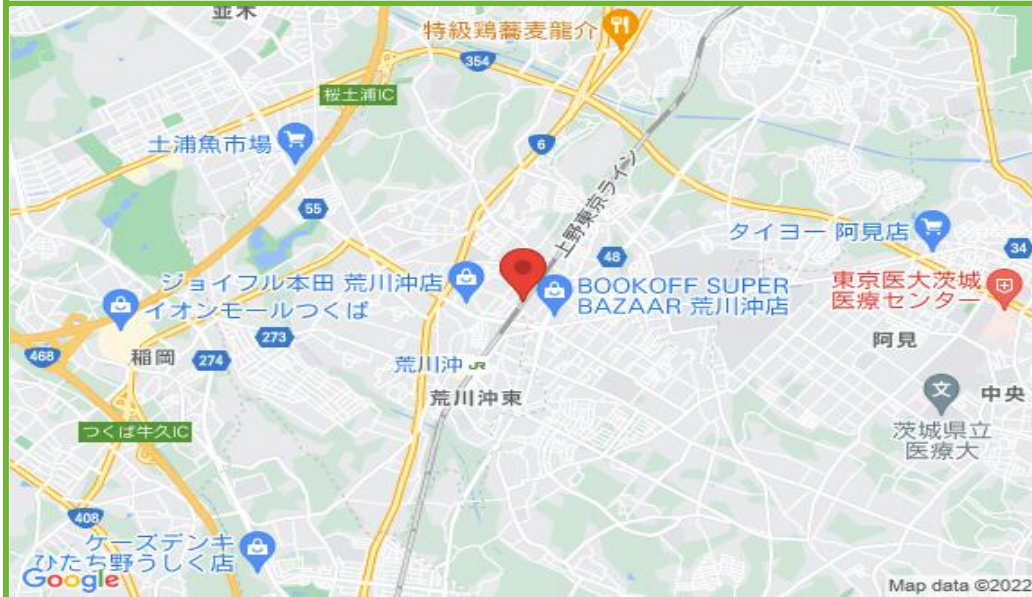 並木
特級鶏蕎麦龍介
354
桜土浦IC
6
土浦魚市場
上野東京ライン
55
タイヨー 阿見店
48
34
ジョイフル本田 荒川沖店
BOOKOFF SUPER
BAZAAR 荒川沖店
東京医大茨城
医療センター
イオンモールつくば
468
稲岡
274
273
阿見
荒川沖 JR
荒川沖東
文
中央
茨城県立
医療大
つくば牛久IC
408
ケーズデンキ
ひたち野うしく店
Google
Map data ©2022